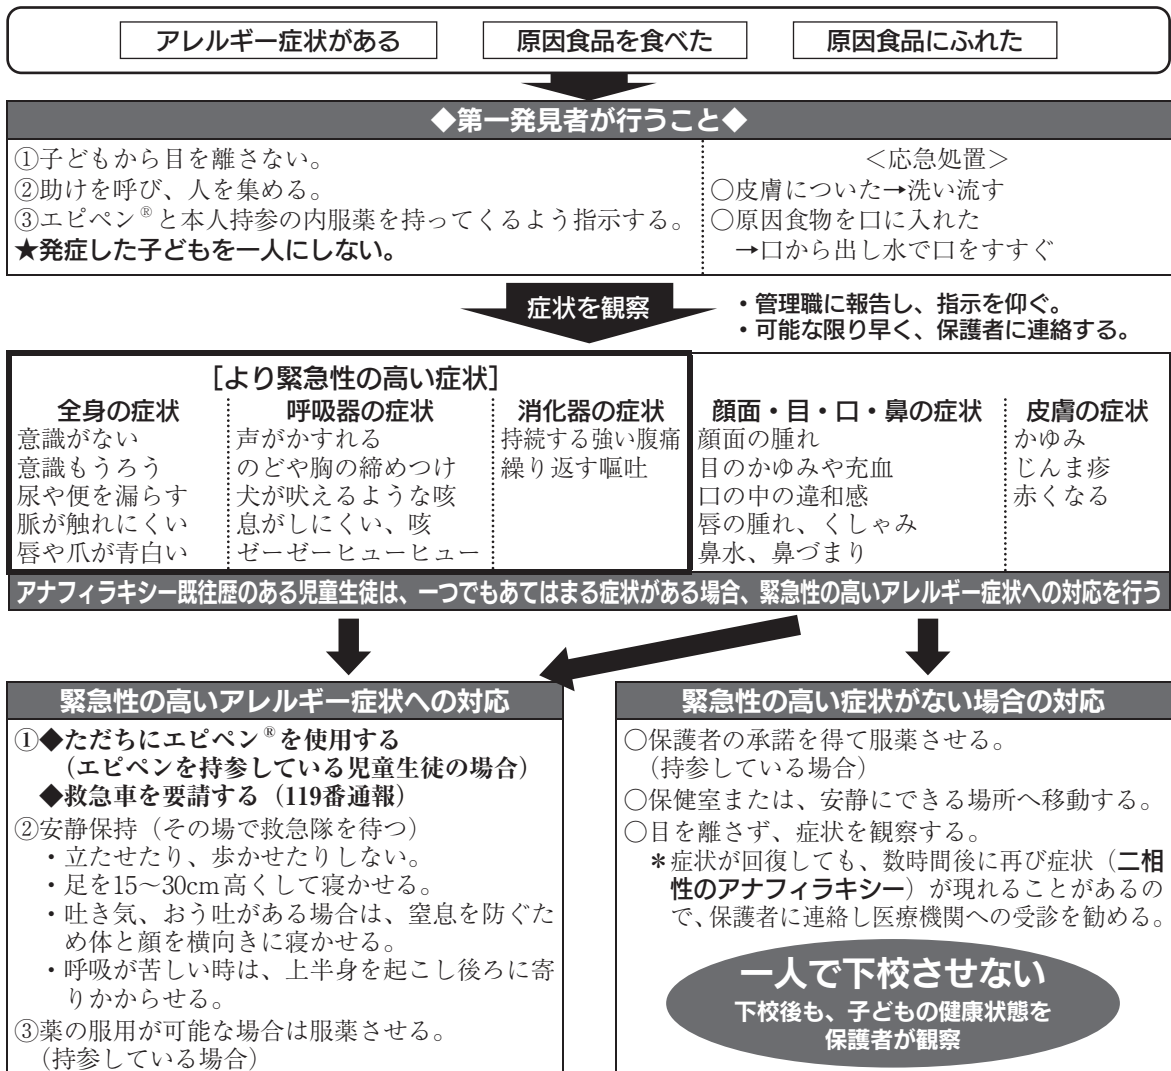 アレルギー症状がある
原因食品を食べた
原因食品にふれた
◆第一発見者が行うこと◆
①子どもから目を離さない。
②助けを呼び、人を集める。
③エピペン®と本人持参の内服薬を持ってくるよう指示する。
★発症した子どもを一人にしない。
＜応急処置＞
○皮膚についた→洗い流す
○原因食物を口に入れた
→口から出し水で口をすすぐ
症状を観察
・管理職に報告し、指示を仰ぐ。
・可能な限り早く、保護者に連絡する。
［より緊急性の高い症状］
全身の症状
意識がない
意識もうろう
尿や便を漏らす
脈が触れにくい
唇や爪が青白い
呼吸器の症状
声がかすれる
のどや胸の締めつけ
犬が吠えるような咳
息がしにくい、咳
ゼーゼーヒューヒュー
消化器の症状
持続する強い腹痛
繰り返す嘔吐
顔面・目・口・鼻の症状
顔面の腫れ
目のかゆみや充血
口の中の違和感
唇の腫れ、くしゃみ
鼻水、鼻づまり
皮膚の症状
かゆみ
じんま疹
赤くなる
アナフィラキシー既往歴のある児童生徒は、一つでもあてはまる症状がある場合、緊急性の高いアレルギー症状への対応を行う
緊急性の高いアレルギー症状への対応
①◆ただちにエピペン®を使用する
（エピペンを持参している児童生徒の場合）
◆救急車を要請する（119番通報）
②安静保持（その場で救急隊を待つ）
・立たせたり、歩かせたりしない。
・足を15～30cm高くして寝かせる。
・吐き気、おう吐がある場合は、窒息を防ぐた
め体と顔を横向きに寝かせる。
・呼吸が苦しい時は、上半身を起こし後ろに寄
りかからせる。
③薬の服用が可能な場合は服薬させる。
（持参している場合）
緊急性の高い症状がない場合の対応
○保護者の承諾を得て服薬させる。
（持参している場合）
○保健室または、安静にできる場所へ移動する。
○目を離さず、症状を観察する。
＊症状が回復しても、数時間後に再び症状（二相
性のアナフィラキシー）が現れることがあるの
で、保護者に連絡し医療機関への受診を勧める。
一人で下校させない
下校後も、子どもの健康状態を
保護者が観察